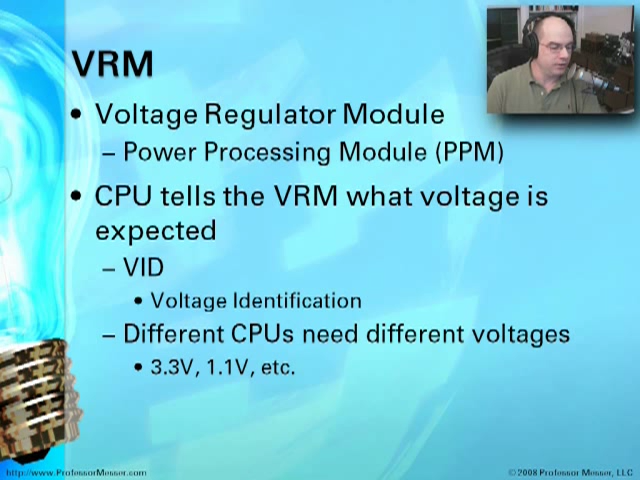 VRM
• Voltage Regulator Module
– Power Processing Module (PPM)
• CPU tells the VRM what voltage is
expected
– VID
• Voltage Identification
– Different CPUs need different voltages
• 3.3V, 1.1V, etc.
http://www.ProfessorMesser.com
© 2008 Professor Messer, LLC